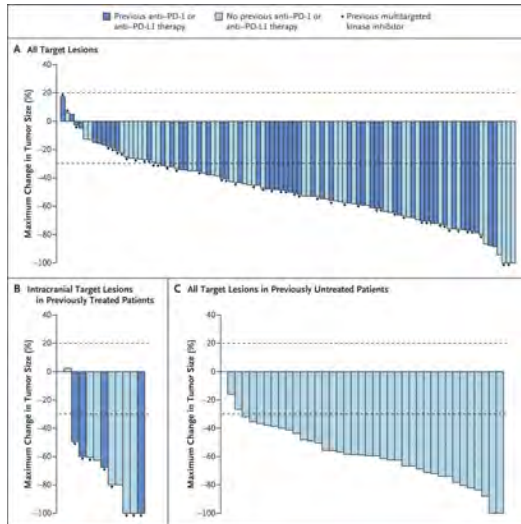 Previous anti–PD-1 or
anti–PD-L1 therapy
No previous anti–PD-1 or
anti–PD-L1 therapy
• Previous multitargeted
kinase inhibitor
A All Target Lesions
Maximum Change in Tumor Size (%)
40
20
0
−20
−40
−60
−80
−100
B Intracranial Target Lesions
in Previously Treated Patients
Maximum Change in Tumor Size (%)
40
20
0
−20
−40
−60
−80
−100
C All Target Lesions in Previously Untreated Patients
Maximum Change in Tumor Size (%)
40
20
0
−20
−40
−60
−80
−100